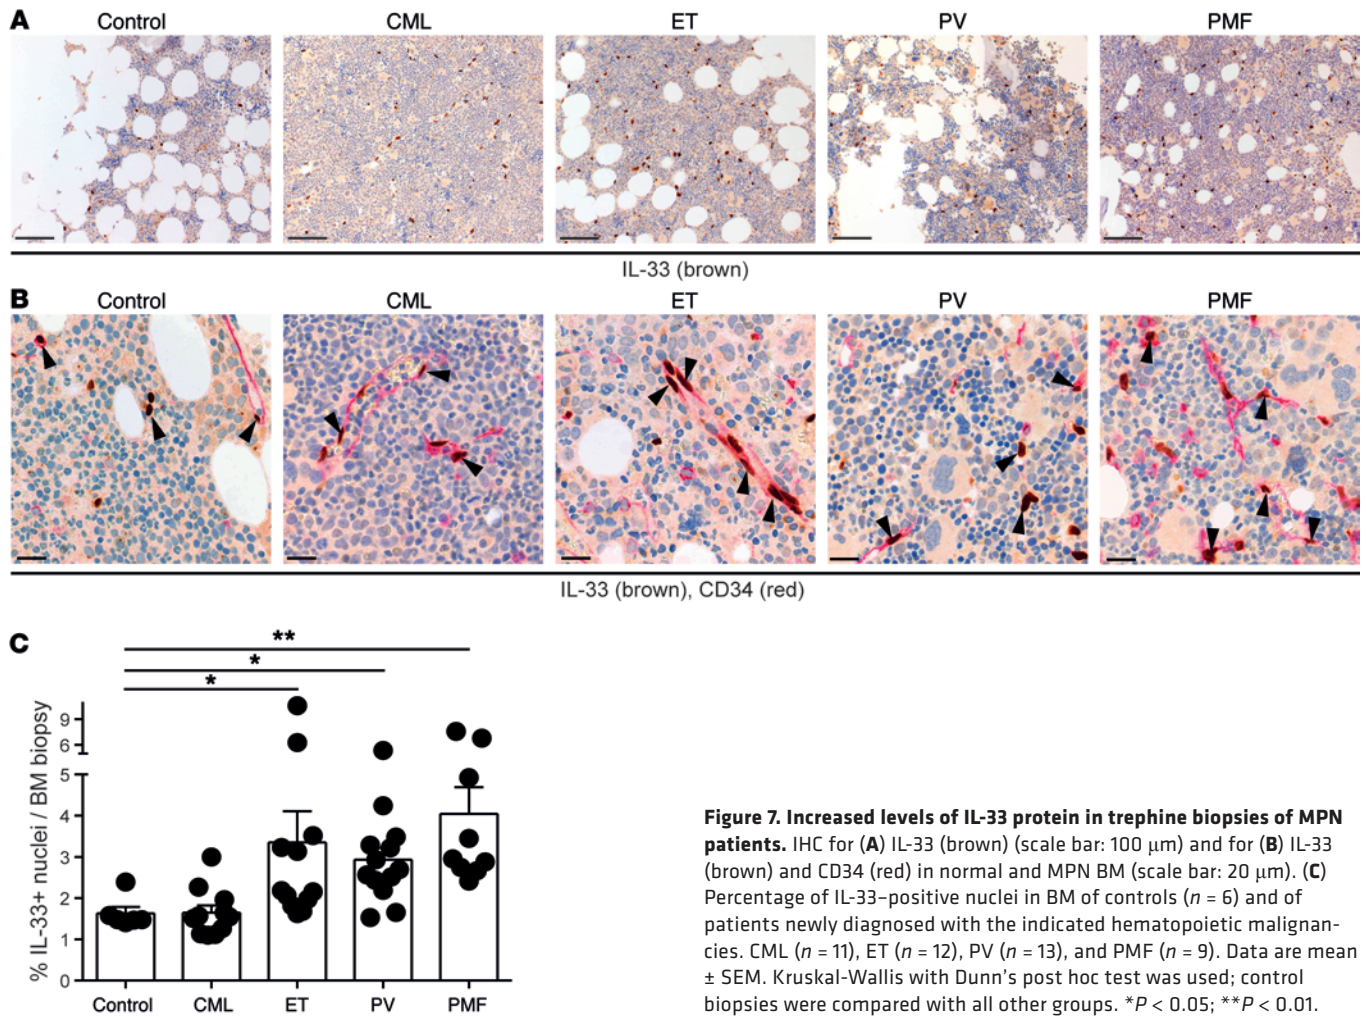 A
Control CML ET PV PMF
IL-33 (brown)
B
Control CML ET PV PMF
IL-33 (brown), CD34 (red)
C
**
*
*
% IL-33+ nuclei / BM biopsy
9
6
5
4
3
2
1
0
Control CML ET PV PMF
Figure 7. Increased levels of IL-33 protein in trephine biopsies of MPN
patients. IHC for (A) IL-33 (brown) (scale bar: 100 μm) and for (B) IL-33
(brown) and CD34 (red) in normal and MPN BM (scale bar: 20 μm). (C)
Percentage of IL-33–positive nuclei in BM of controls (n = 6) and of
patients newly diagnosed with the indicated hematopoietic malignan-
cies. CML (n = 11), ET (n = 12), PV (n = 13), and PMF (n = 9). Data are mean
± SEM. Kruskal-Wallis with Dunn’s post hoc test was used; control
biopsies were compared with all other groups. *P < 0.05; **P < 0.01.